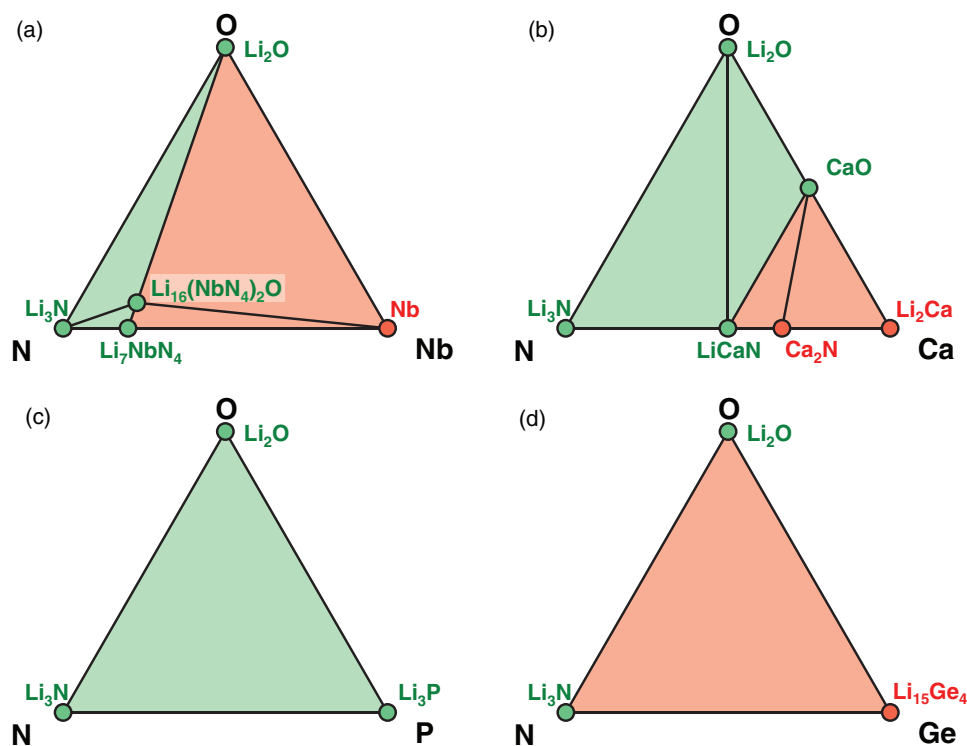 (a)
O
Li₂O
Li₁₆(NbN₄)₂O
Li₃N
Nb
N
Li₇NbN₄
Nb
(b)
O
Li₂O
CaO
Li₃N
Li₂Ca
N
LiCaN
Ca₂N
Ca
(c)
O
Li₂O
Li₃N
Li₃P
N
P
(d)
O
Li₂O
Li₃N
Li₁₅Ge₄
N
Ge